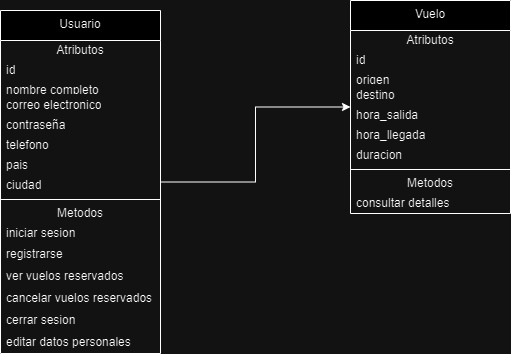 Usuario
Atributos
id
nombre completo
correo electronico
contraseña
telefono
pais
ciudad
Metodos
iniciar sesion
registrarse
ver vuelos reservados
cancelar vuelos reservados
cerrar sesion
editar datos personales
Vuelo
Atributos
id
origen
destino
hora_salida
hora_llegada
duracion
Metodos
consultar detalles